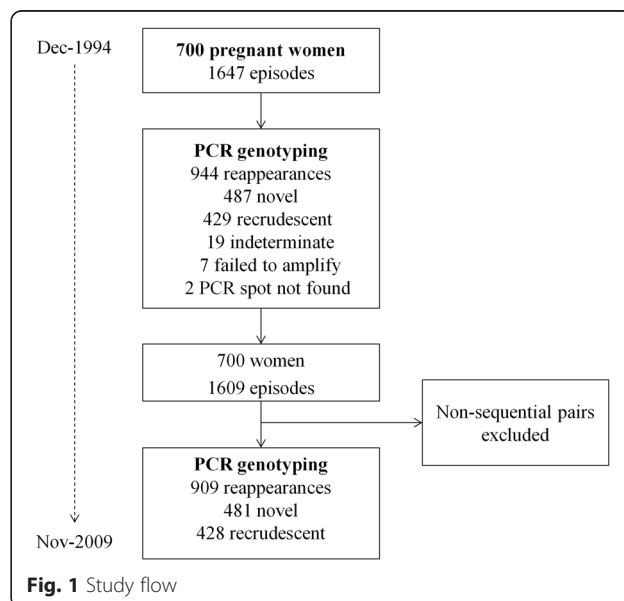 Dec-1994
700 pregnant women
1647 episodes
PCR genotyping
944 reappearances
487 novel
429 recrudescent
19 indeterminate
7 failed to amplify
2 PCR spot not found
700 women
1609 episodes
Non-sequential pairs
excluded
PCR genotyping
909 reappearances
481 novel
428 recrudescent
Nov-2009
Fig. 1 Study flow